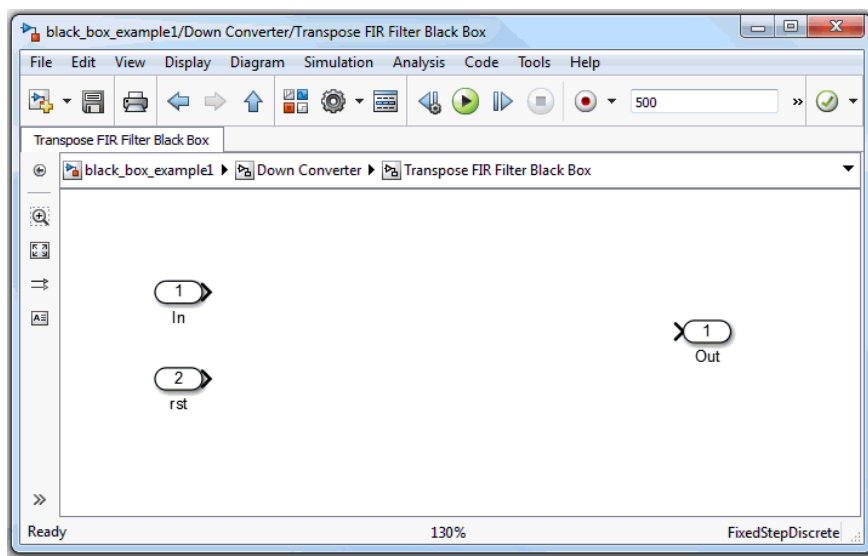 black_box_example1/Down Converter/Transpose FIR Filter Black Box
File Edit View Display Diagram Simulation Analysis Code Tools Help
500
Transpose FIR Filter Black Box
black_box_example1 Down Converter Transpose FIR Filter Black Box
1
In
1
Out
2
rst
Ready 130% FixedStepDiscrete